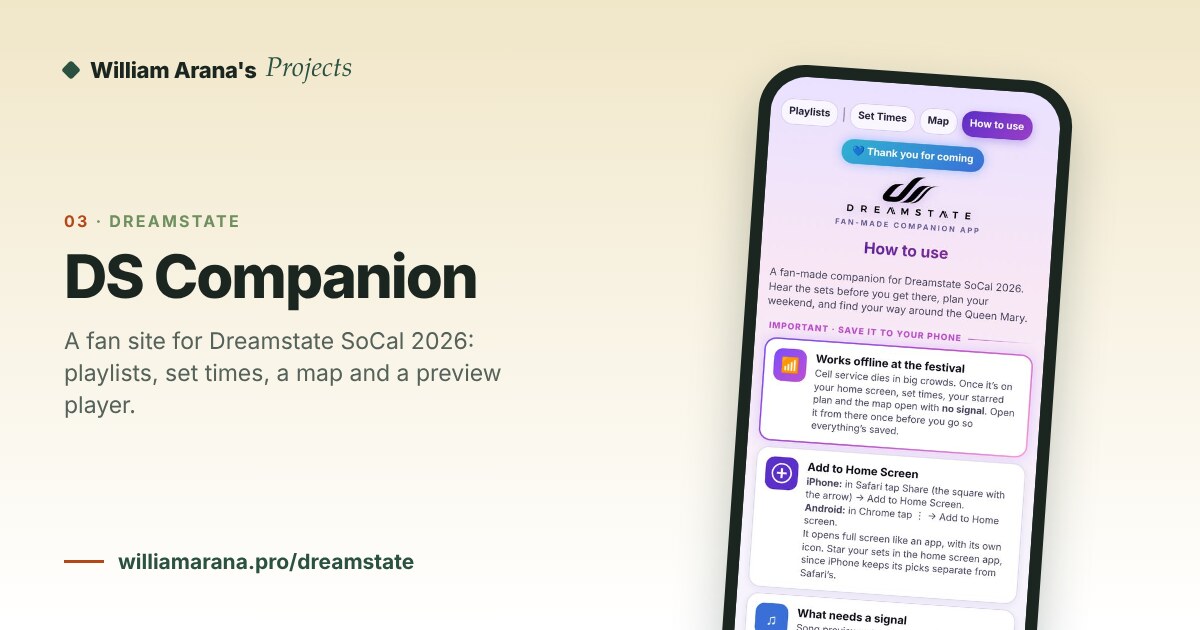 William Arana's Projects
03 · DREAMSTATE
DS Companion
A fan site for Dreamstate SoCal 2026:
playlists, set times, a map and a preview
player.
williamarana.pro/dreamstate
Playlists | Set Times Map How to use
💙 Thank you for coming
DREAMSTATE
FAN-MADE COMPANION APP
How to use
A fan-made companion for Dreamstate SoCal 2026.
Hear the sets before you get there, plan your
weekend, and find your way around the Queen Mary.
IMPORTANT · SAVE IT TO YOUR PHONE
Works offline at the festival
Cell service dies in big crowds. Once it's on
your home screen, set times, your starred
plan and the map open with no signal. Open
it from there once before you go so
everything's saved.
Add to Home Screen
iPhone: in Safari tap Share (the square with
the arrow) → Add to Home Screen.
Android: in Chrome tap ⋮ → Add to Home
screen.
It opens full screen like an app, with its own
icon. Star your sets in the home screen app,
since iPhone keeps its picks separate from
Safari's.
What needs a signal